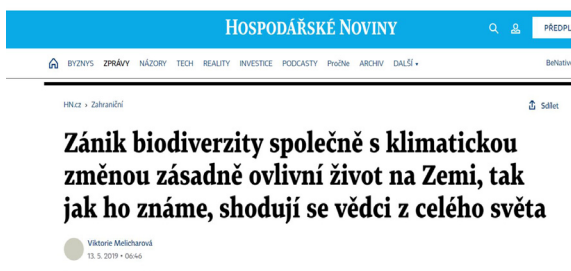 HOSPODÁŘSKÉ NOVINY
PŘEDPL
BYZNYS ZPRÁVY NÁZORY TECH REALITY INVESTICE PODCASTY PročNe ARCHIV DALŠÍ
BeNative
HN.cz › Zahraniční
Sdílet
Zánik biodiverzity společně s klimatickou
změnou zásadně ovlivní život na Zemi, tak
jak ho známe, shodují se vědci z celého světa
Viktorie Melicharová
13. 5. 2019 • 06:46